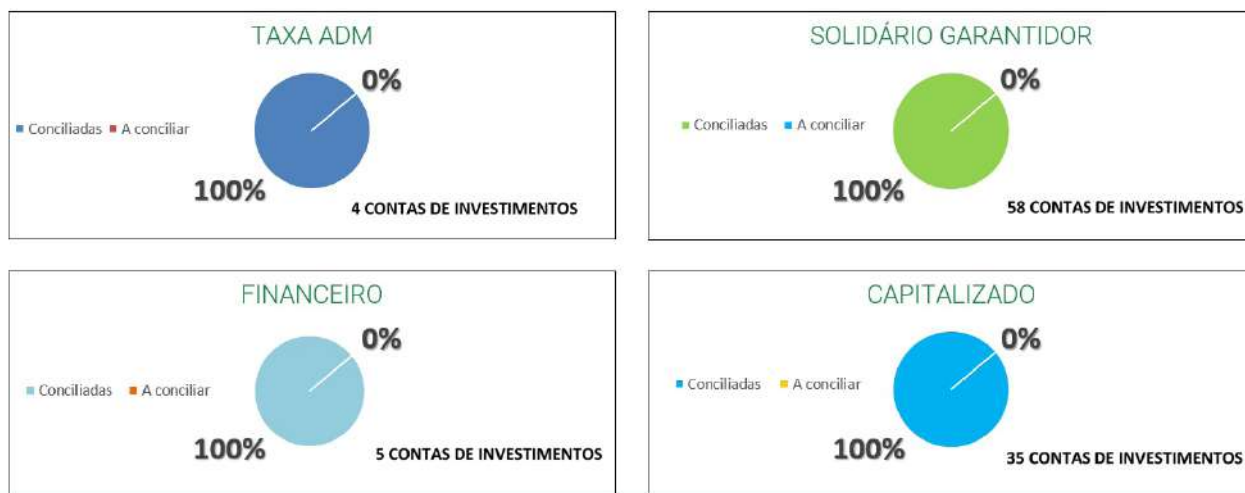 TAXA ADM
0%
Conciliadas A conciliar
100%
4 CONTAS DE INVESTIMENTOS
SOLIDÁRIO GARANTIDOR
0%
Conciliadas A conciliar
100%
58 CONTAS DE INVESTIMENTOS
FINANCEIRO
0%
Conciliadas A conciliar
100%
5 CONTAS DE INVESTIMENTOS
CAPITALIZADO
0%
Conciliadas A conciliar
100%
35 CONTAS DE INVESTIMENTOS